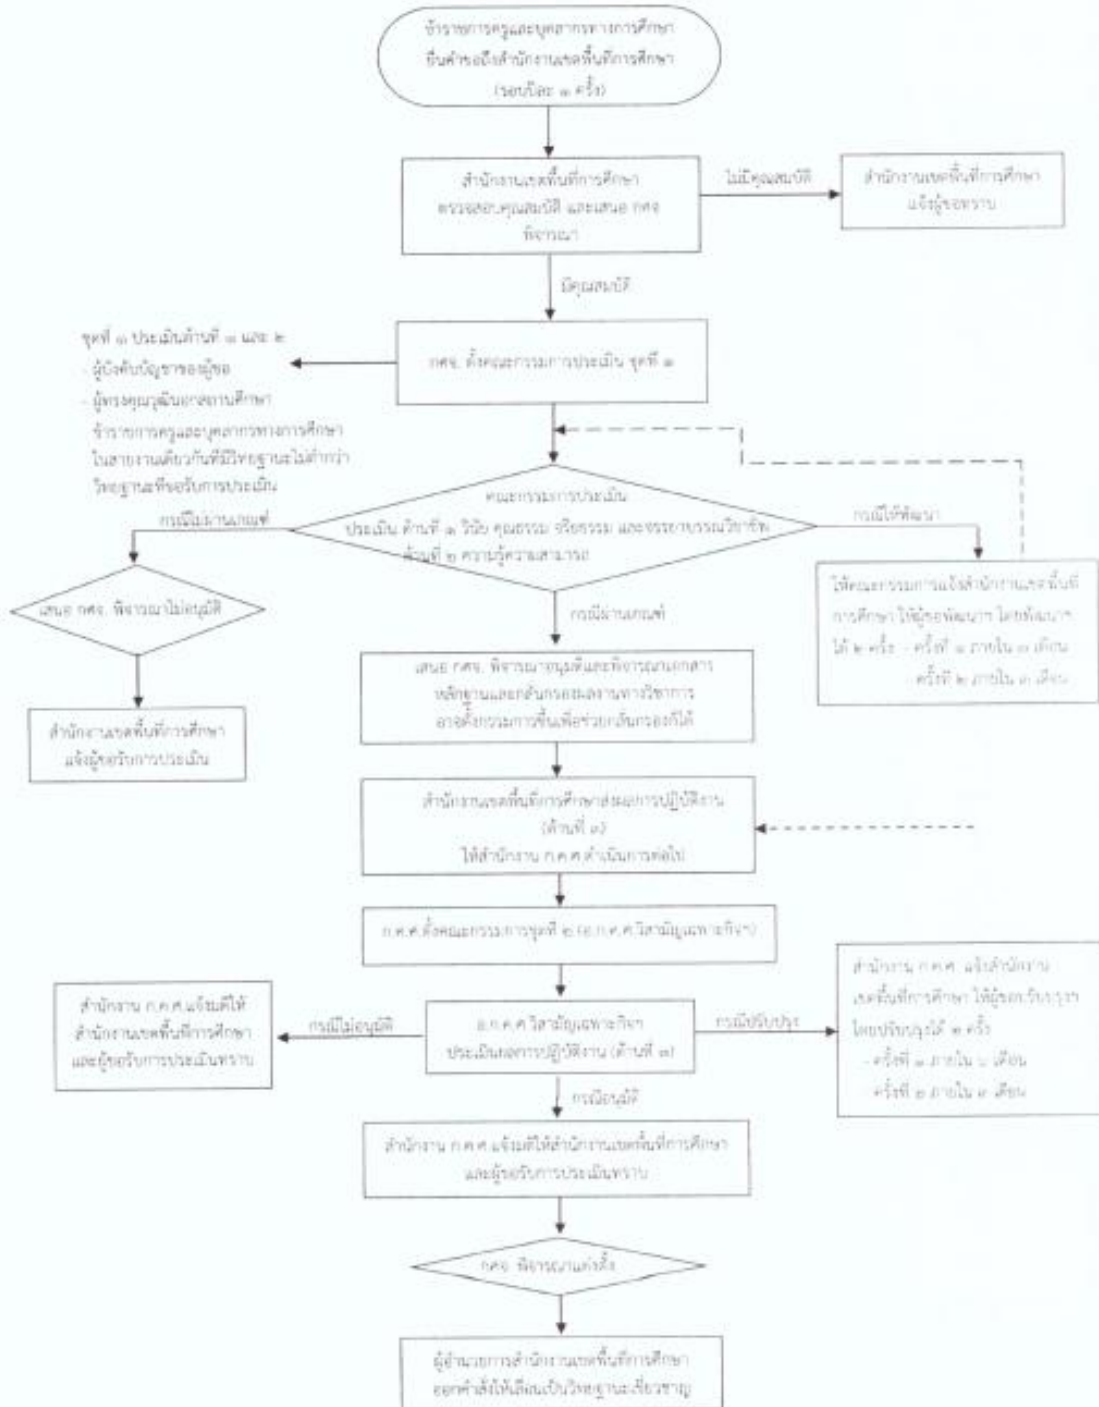 ข้าราชการครูและบุคลากรทางการศึกษา
ยื่นคำขอถึงสำนักงานเขตพื้นที่การศึกษา
(รอบปีละ ๑ ครั้ง)
สำนักงานเขตพื้นที่การศึกษา
ตรวจสอบคุณสมบัติ และเสนอ กศจ
พิจารณา
ไม่มีคุณสมบัติ
สำนักงานเขตพื้นที่การศึกษา
แจ้งผู้ขอทราบ
มีคุณสมบัติ
กศจ. ตั้งคณะกรรมการประเมิน ชุดที่ ๑
ชุดที่ ๑ ประเมินด้านที่ ๑ และ ๒
- ผู้บังคับบัญชาของผู้ขอ
- ผู้ทรงคุณวุฒินอกสถานศึกษา
ข้าราชการครูและบุคลากรทางการศึกษา
ในสายงานเดียวกันที่มีวิทยฐานะไม่ต่ำกว่า
วิทยฐานะที่ขอรับการประเมิน
คณะกรรมการประเมิน
ประเมิน ด้านที่ ๑ วินัย คุณธรรม จริยธรรม และจรรยาบรรณวิชาชีพ
ด้านที่ ๒ ความรู้ความสามารถ
กรณีไม่ผ่านเกณฑ์
กรณีให้พัฒนา
เสนอ กศจ. พิจารณาไม่อนุมัติ
ให้คณะกรรมการแจ้งสำนักงานเขตพื้นที่
การศึกษา ให้ผู้ขอพัฒนาฯ โดยพัฒนาฯ
ได้ ๒ ครั้ง - ครั้งที่ ๑ ภายใน ๓ เดือน
- ครั้งที่ ๒ ภายใน ๓ เดือน
กรณีผ่านเกณฑ์
เสนอ กศจ. พิจารณาอนุมัติและพิจารณาเอกสาร
หลักฐานและกลั่นกรองผลงานทางวิชาการ
อาจตั้งกรรมการขึ้นเพื่อช่วยกลั่นกรองก็ได้
สำนักงานเขตพื้นที่การศึกษา
แจ้งผู้ขอรับการประเมิน
สำนักงานเขตพื้นที่การศึกษาส่งผลการปฏิบัติงาน
(ด้านที่ ๓)
ให้สำนักงาน ก.ค.ศ.ดำเนินการต่อไป
ก.ค.ศ.ตั้งคณะกรรมการชุดที่ ๒ (อ.ก.ค.ศ.วิสามัญเฉพาะกิจฯ)
สำนักงาน ก.ค.ศ.แจ้งมติให้
สำนักงานเขตพื้นที่การศึกษา
และผู้ขอรับการประเมินทราบ
กรณีไม่อนุมัติ
อ.ก.ค.ศ.วิสามัญเฉพาะกิจฯ
ประเมินผลการปฏิบัติงาน (ด้านที่ ๓)
กรณีปรับปรุง
สำนักงาน ก.ค.ศ. แจ้งสำนักงาน
เขตพื้นที่การศึกษา ให้ผู้ขอปรับปรุงฯ
โดยปรับปรุงได้ ๒ ครั้ง
- ครั้งที่ ๑ ภายใน ๖ เดือน
- ครั้งที่ ๒ ภายใน ๓ เดือน
กรณีอนุมัติ
สำนักงาน ก.ค.ศ.แจ้งมติให้สำนักงานเขตพื้นที่การศึกษา
และผู้ขอรับการประเมินทราบ
กศจ. พิจารณาแต่งตั้ง
ผู้อำนวยการสำนักงานเขตพื้นที่การศึกษา
ออกคำสั่งให้เลื่อนเป็นวิทยฐานะเชี่ยวชาญ